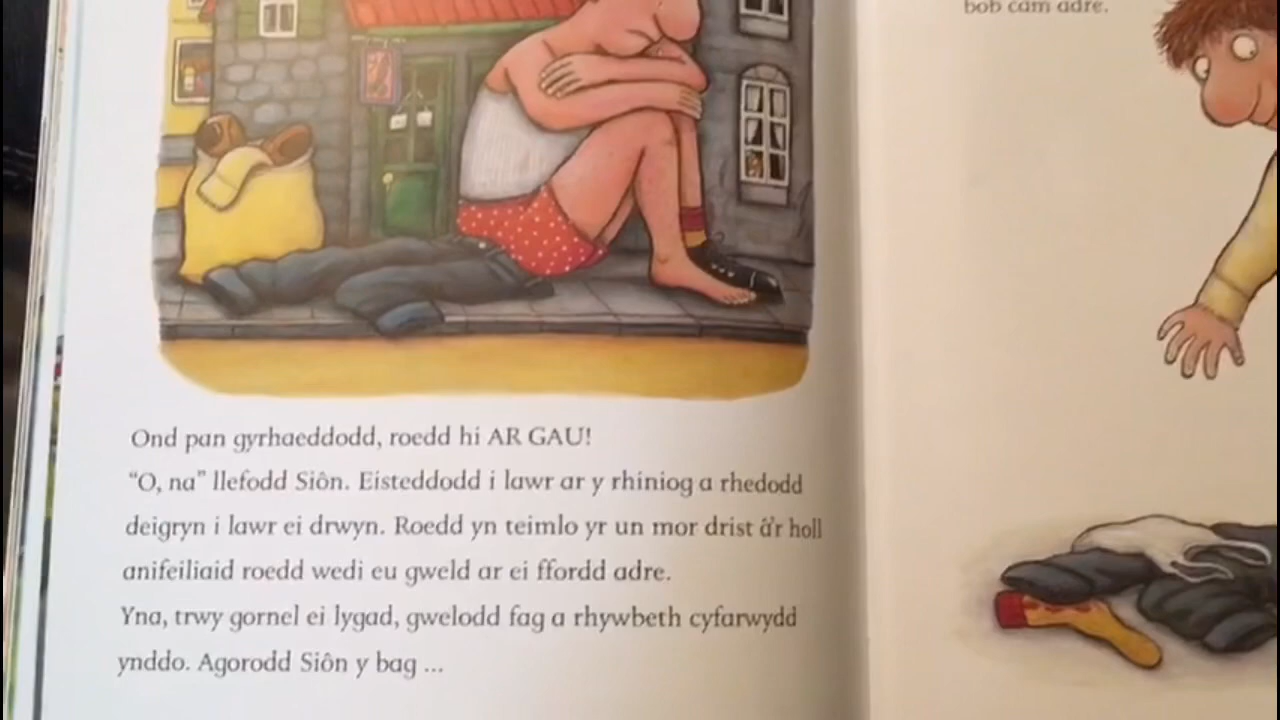 Ond pan gyrhaeddodd, roedd hi AR GAU!
“O, na” llefodd Siôn. Eisteddodd i lawr ar y rhiniog a rhedodd
deigryn i lawr ei drwyn. Roedd yn teimlo yr un mor drist â'r holl
anifeiliaid roedd wedi eu gweld ar ei ffordd adre.
Yna, trwy gornel ei lygad, gwelodd fag a rhywbeth cyfarwydd
ynddo. Agorodd Siôn y bag ...
bob cam adre.